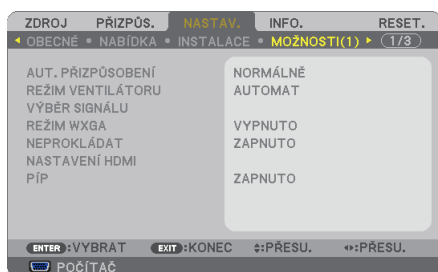 ZDROJ PŘIZPŮS. NASTAV. INFO. RESET.
OBECNÉ • NABÍDKA • INSTALACE • MOŽNOSTI(1) 1/3
AUT. PŘIZPŮSOBENÍ NORMÁLNĚ
REŽIM VENTILÁTORU AUTOMAT
VÝBĚR SIGNÁLU
REŽIM WXGA VYPNUTO
NEPROKLÁDAT ZAPNUTO
NASTAVENÍ HDMI
PÍP ZAPNUTO
ENTER :VYBRAT EXIT :KONEC :PŘESU. :PŘESU.
POČÍTAČ